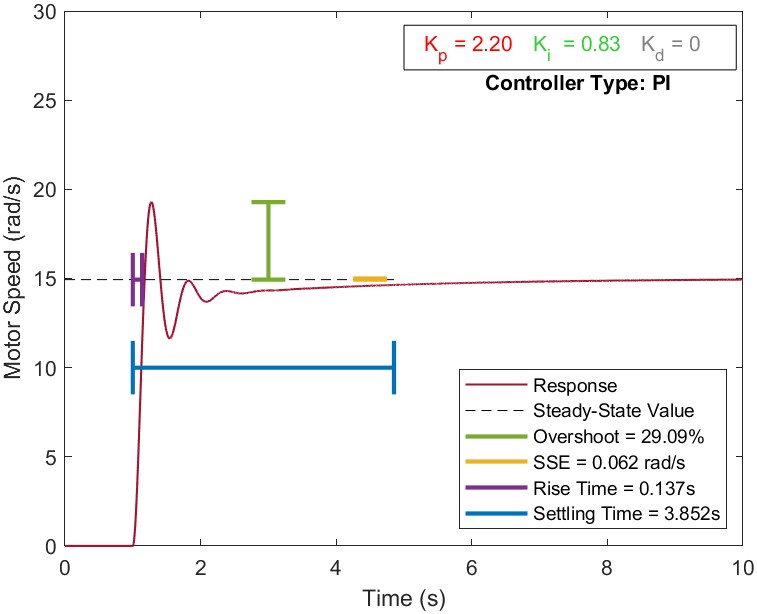 30
25
20
15
10
5
0
Motor Speed (rad/s)
Kp = 2.20 Ki = 0.83 Kd = 0
Controller Type: PI
Response
Steady-State Value
Overshoot = 29.09%
SSE = 0.062 rad/s
Rise Time = 0.137s
Settling Time = 3.852s
0 2 4 6 8 10
Time (s)